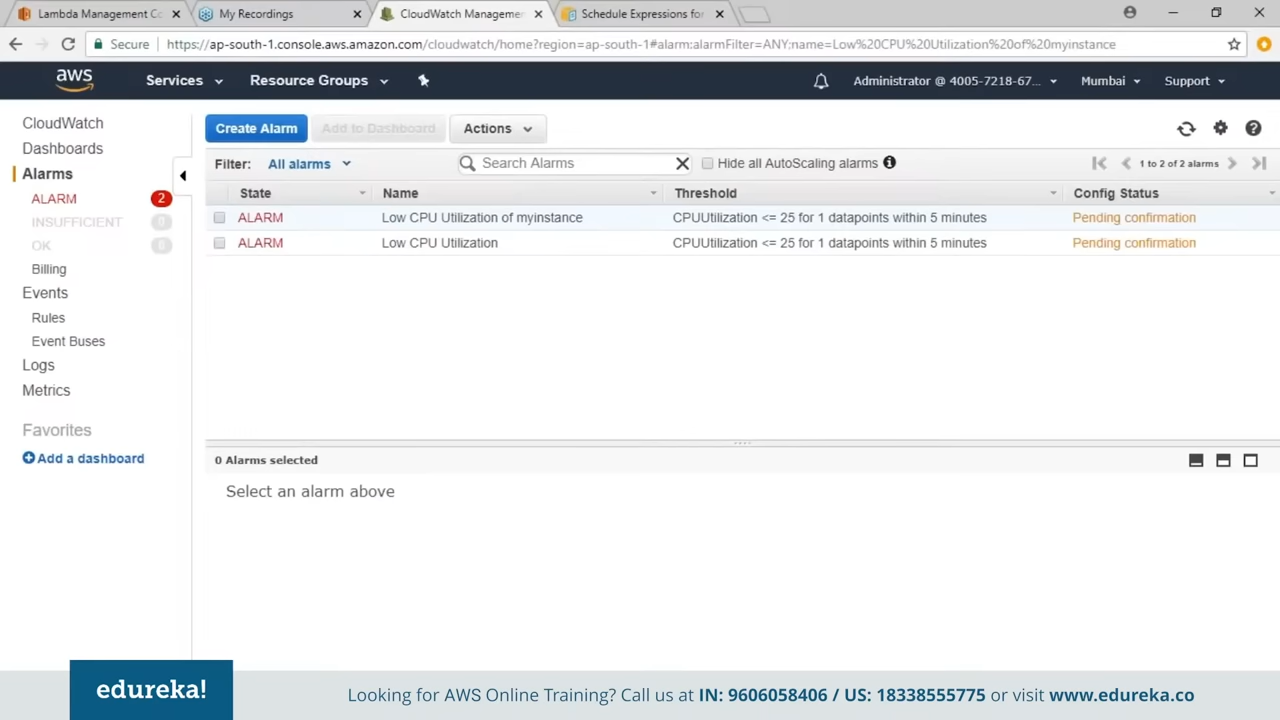 Lambda Management Co
My Recordings
CloudWatch Manageme
Schedule Expressions for
Secure
https://ap-south-1.console.aws.amazon.com/cloudwatch/home?region=ap-south-1#alarm:alarmFilter=ANY:name=Low%20CPU%20Utilization%20of%20myinstance
aws
Services
Resource Groups
Administrator @ 4005-7218-67...
Mumbai
Support
CloudWatch
Dashboards
Alarms
ALARM 2
INSUFFICIENT 0
OK 0
Billing
Events
Rules
Event Buses
Logs
Metrics
Favorites
Add a dashboard
Create Alarm
Add to Dashboard
Actions
Filter: All alarms
Search Alarms
Hide all AutoScaling alarms
1 to 2 of 2 alarms
State Name Threshold Config Status
ALARM Low CPU Utilization of myinstance CPUUtilization <= 25 for 1 datapoints within 5 minutes Pending confirmation
ALARM Low CPU Utilization CPUUtilization <= 25 for 1 datapoints within 5 minutes Pending confirmation
0 Alarms selected
Select an alarm above
edureka!
Looking for AWS Online Training? Call us at IN: 9606058406 / US: 18338555775 or visit www.edureka.co